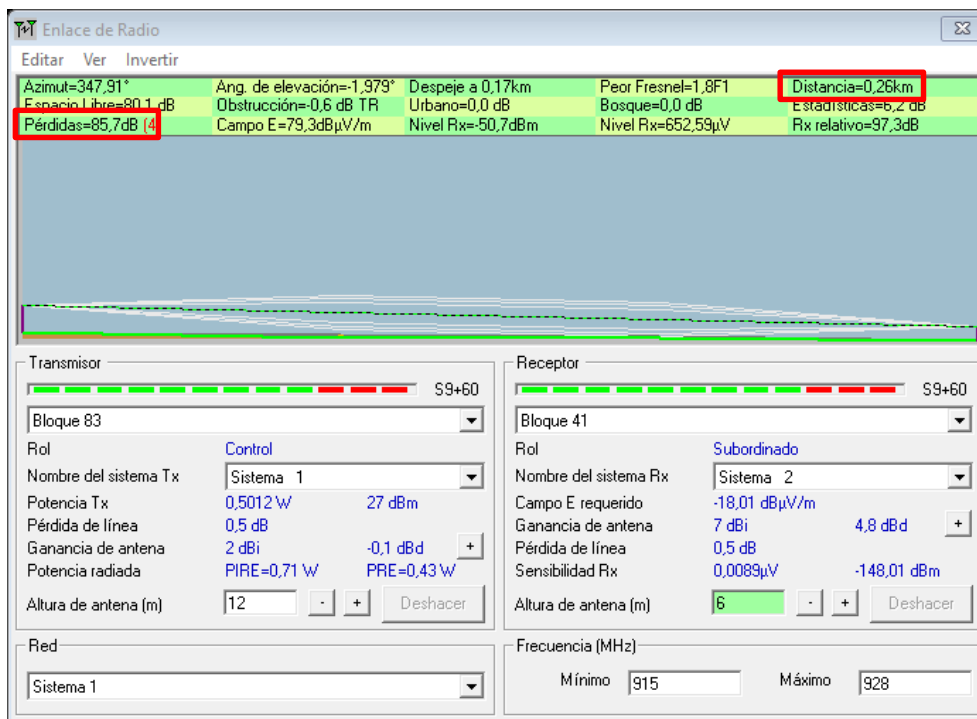 Enlace de Radio
Editar Ver Invertir
Azimut=347,91° Ang. de elevación=-1,979° Despeje a 0,17km Peor Fresnel=1,8F1 Distancia=0,26km
Espacio Libre=80,1 dB Obstrucción=-0,6 dB TR Urbano=0,0 dB Bosque=0,0 dB Estadísticas=6,2 dB
Pérdidas=85,7dB (4 Campo E=79,3dBµV/m Nivel Rx=-50,7dBm Nivel Rx=652,59µV Rx relativo=97,3dB
Transmisor Receptor
S9+60 S9+60
Bloque 83 Bloque 41
Rol Control Rol Subordinado
Nombre del sistema Tx Sistema 1 Nombre del sistema Rx Sistema 2
Potencia Tx 0,5012 W 27 dBm Campo E requerido -18,01 dBµV/m
Pérdida de línea 0,5 dB Ganancia de antena 7 dBi 4,8 dBd +
Ganancia de antena 2 dBi -0,1 dBd + Pérdida de línea 0,5 dB
Potencia radiada PIRE=0,71 W PRE=0,43 W Sensibilidad Rx 0,0089µV -148,01 dBm
Altura de antena (m) 12 - + Deshacer Altura de antena (m) 6 - + Deshacer
Red Frecuencia (MHz)
Sistema 1 Mínimo 915 Máximo 928